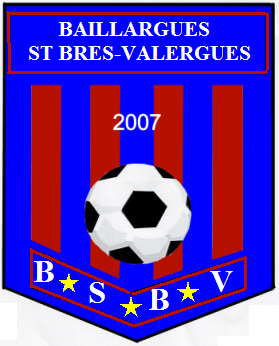 BAILLARGUES
ST BRES-VALERGUES
2007
B S B V